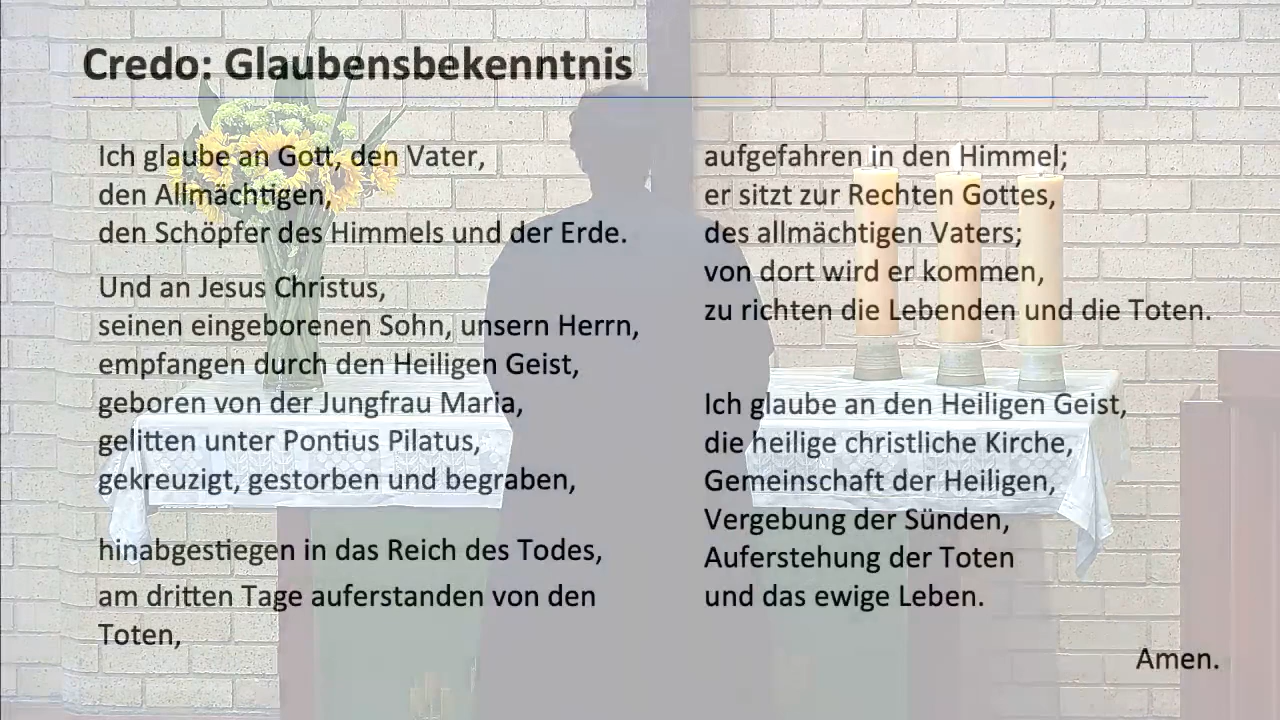 Credo: Glaubensbekenntnis
Ich glaube an Gott, den Vater,
den Allmächtigen,
den Schöpfer des Himmels und der Erde.
Und an Jesus Christus,
seinen eingeborenen Sohn, unsern Herrn,
empfangen durch den Heiligen Geist,
geboren von der Jungfrau Maria,
gelitten unter Pontius Pilatus,
gekreuzigt, gestorben und begraben,
hinabgestiegen in das Reich des Todes,
am dritten Tage auferstanden von den
Toten,
aufgefahren in den Himmel;
er sitzt zur Rechten Gottes,
des allmächtigen Vaters;
von dort wird er kommen,
zu richten die Lebenden und die Toten.
Ich glaube an den Heiligen Geist,
die heilige christliche Kirche,
Gemeinschaft der Heiligen,
Vergebung der Sünden,
Auferstehung der Toten
und das ewige Leben.
Amen.